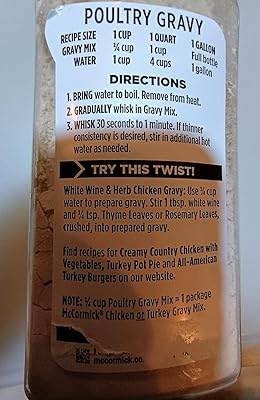 POULTRY GRAVY
RECIPE SIZE 1 CUP 1 QUART 1 GALLON
GRAVY MIX ¼ cup 1 cup Full bottle
WATER 1 cup 4 cups 1 gallon
DIRECTIONS
1. BRING water to boil. Remove from heat.
2. GRADUALLY whisk in Gravy Mix.
3. WHISK 30 seconds to 1 minute. If thinner
consistency is desired, stir in additional hot
water as needed.
TRY THIS TWIST!
White Wine & Herb Chicken Gravy: Use ¾ cup
water to prepare gravy. Stir 1 tbsp. white wine
and ¼ tsp. Thyme Leaves or Rosemary Leaves,
crushed, into prepared gravy.
Find recipes for Creamy Country Chicken with
Vegetables, Turkey Pot Pie and All-American
Turkey Burgers on our website.
NOTE: ¼ cup Poultry Gravy Mix = 1 package
McCormick® Chicken or Turkey Gravy Mix.
mccormick.co